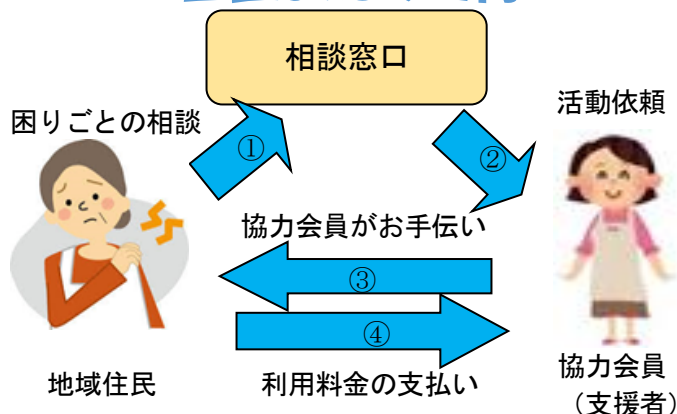 相談窓口
困りごとの相談
活動依頼
①
②
協力会員がお手伝い
③
④
地域住民
利用料金の支払い
協力会員
（支援者）